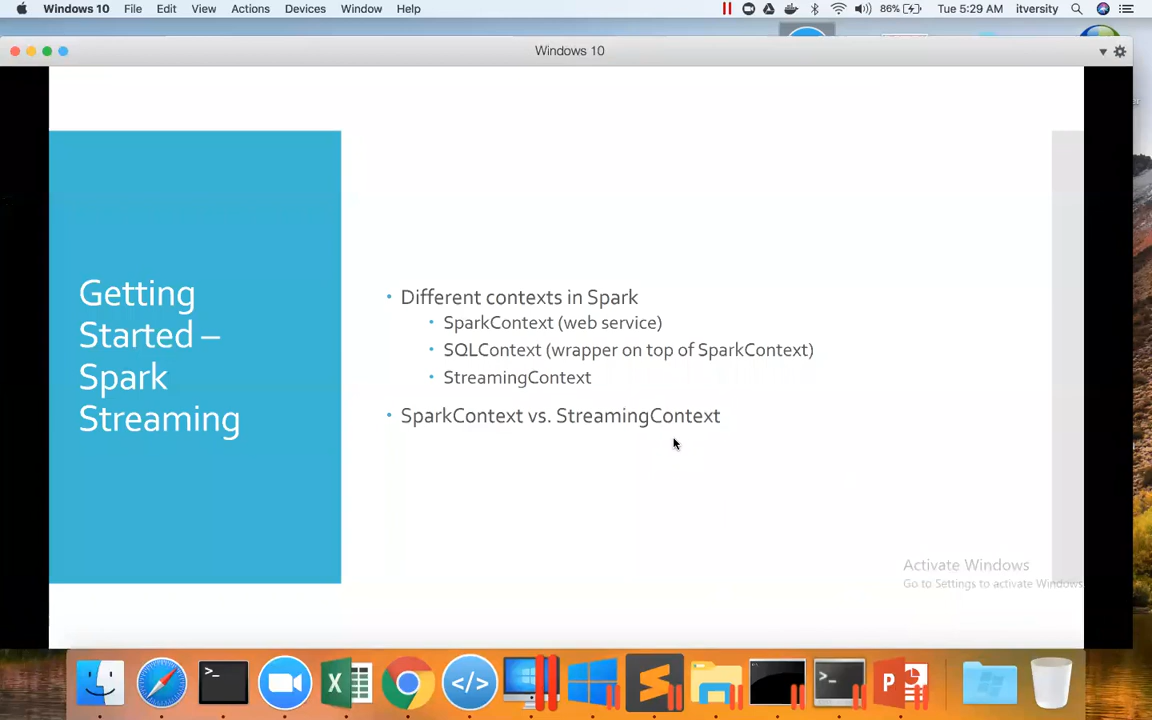 Windows 10 File Edit View Actions Devices Window Help 86% Tue 5:29 AM itversity
Windows 10
Getting
Started –
Spark
Streaming
• Different contexts in Spark
• SparkContext (web service)
• SQLContext (wrapper on top of SparkContext)
• StreamingContext
• SparkContext vs. StreamingContext
Activate Windows
Go to Settings to activate Windows